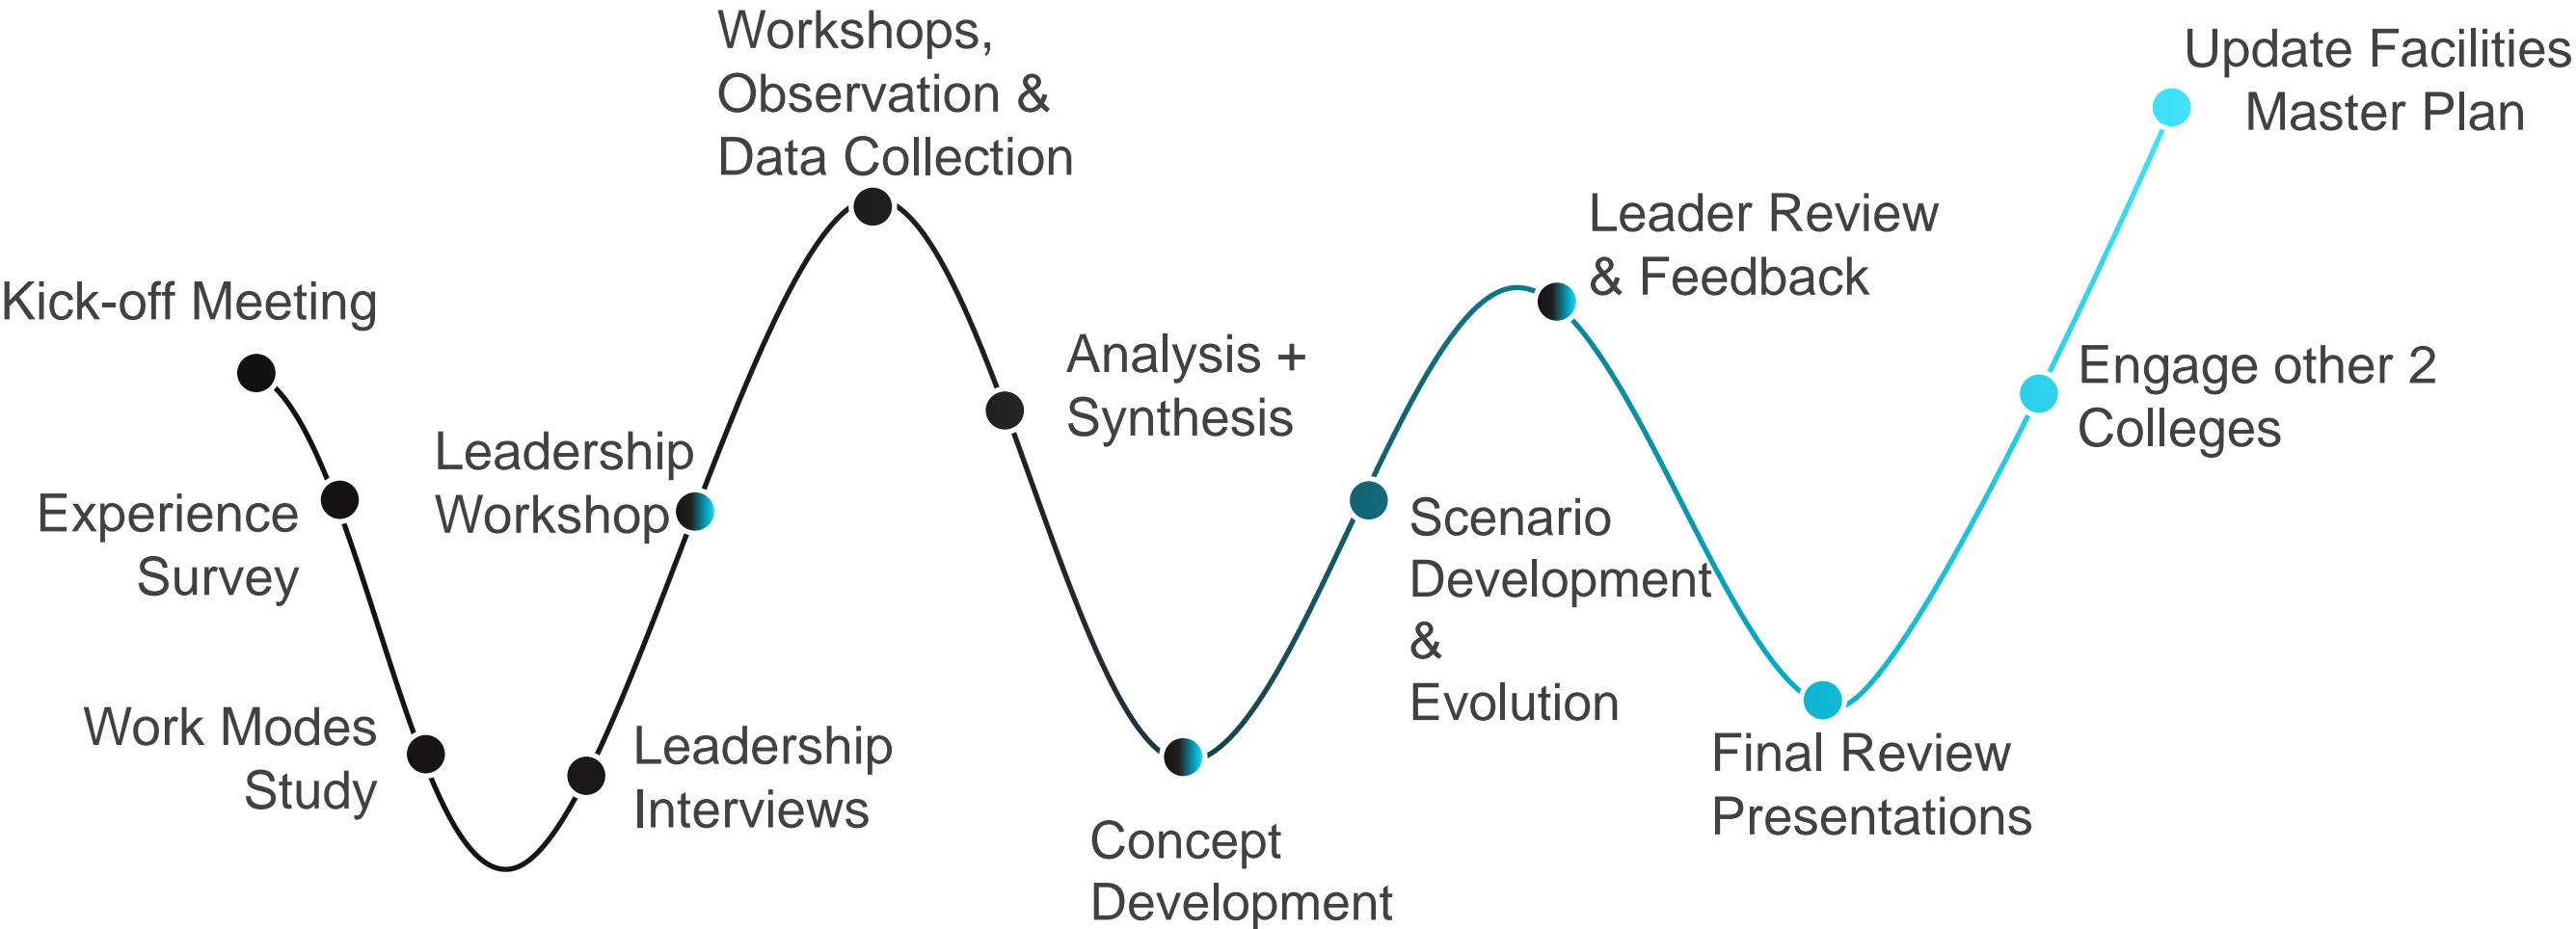 Kick-off Meeting
Experience
Survey
Work Modes
Study
Leadership
Interviews
Leadership
Workshop
Workshops,
Observation &
Data Collection
Analysis +
Synthesis
Concept
Development
Scenario
Development
&
Evolution
Leader Review
& Feedback
Final Review
Presentations
Engage other 2
Colleges
Update Facilities
Master Plan